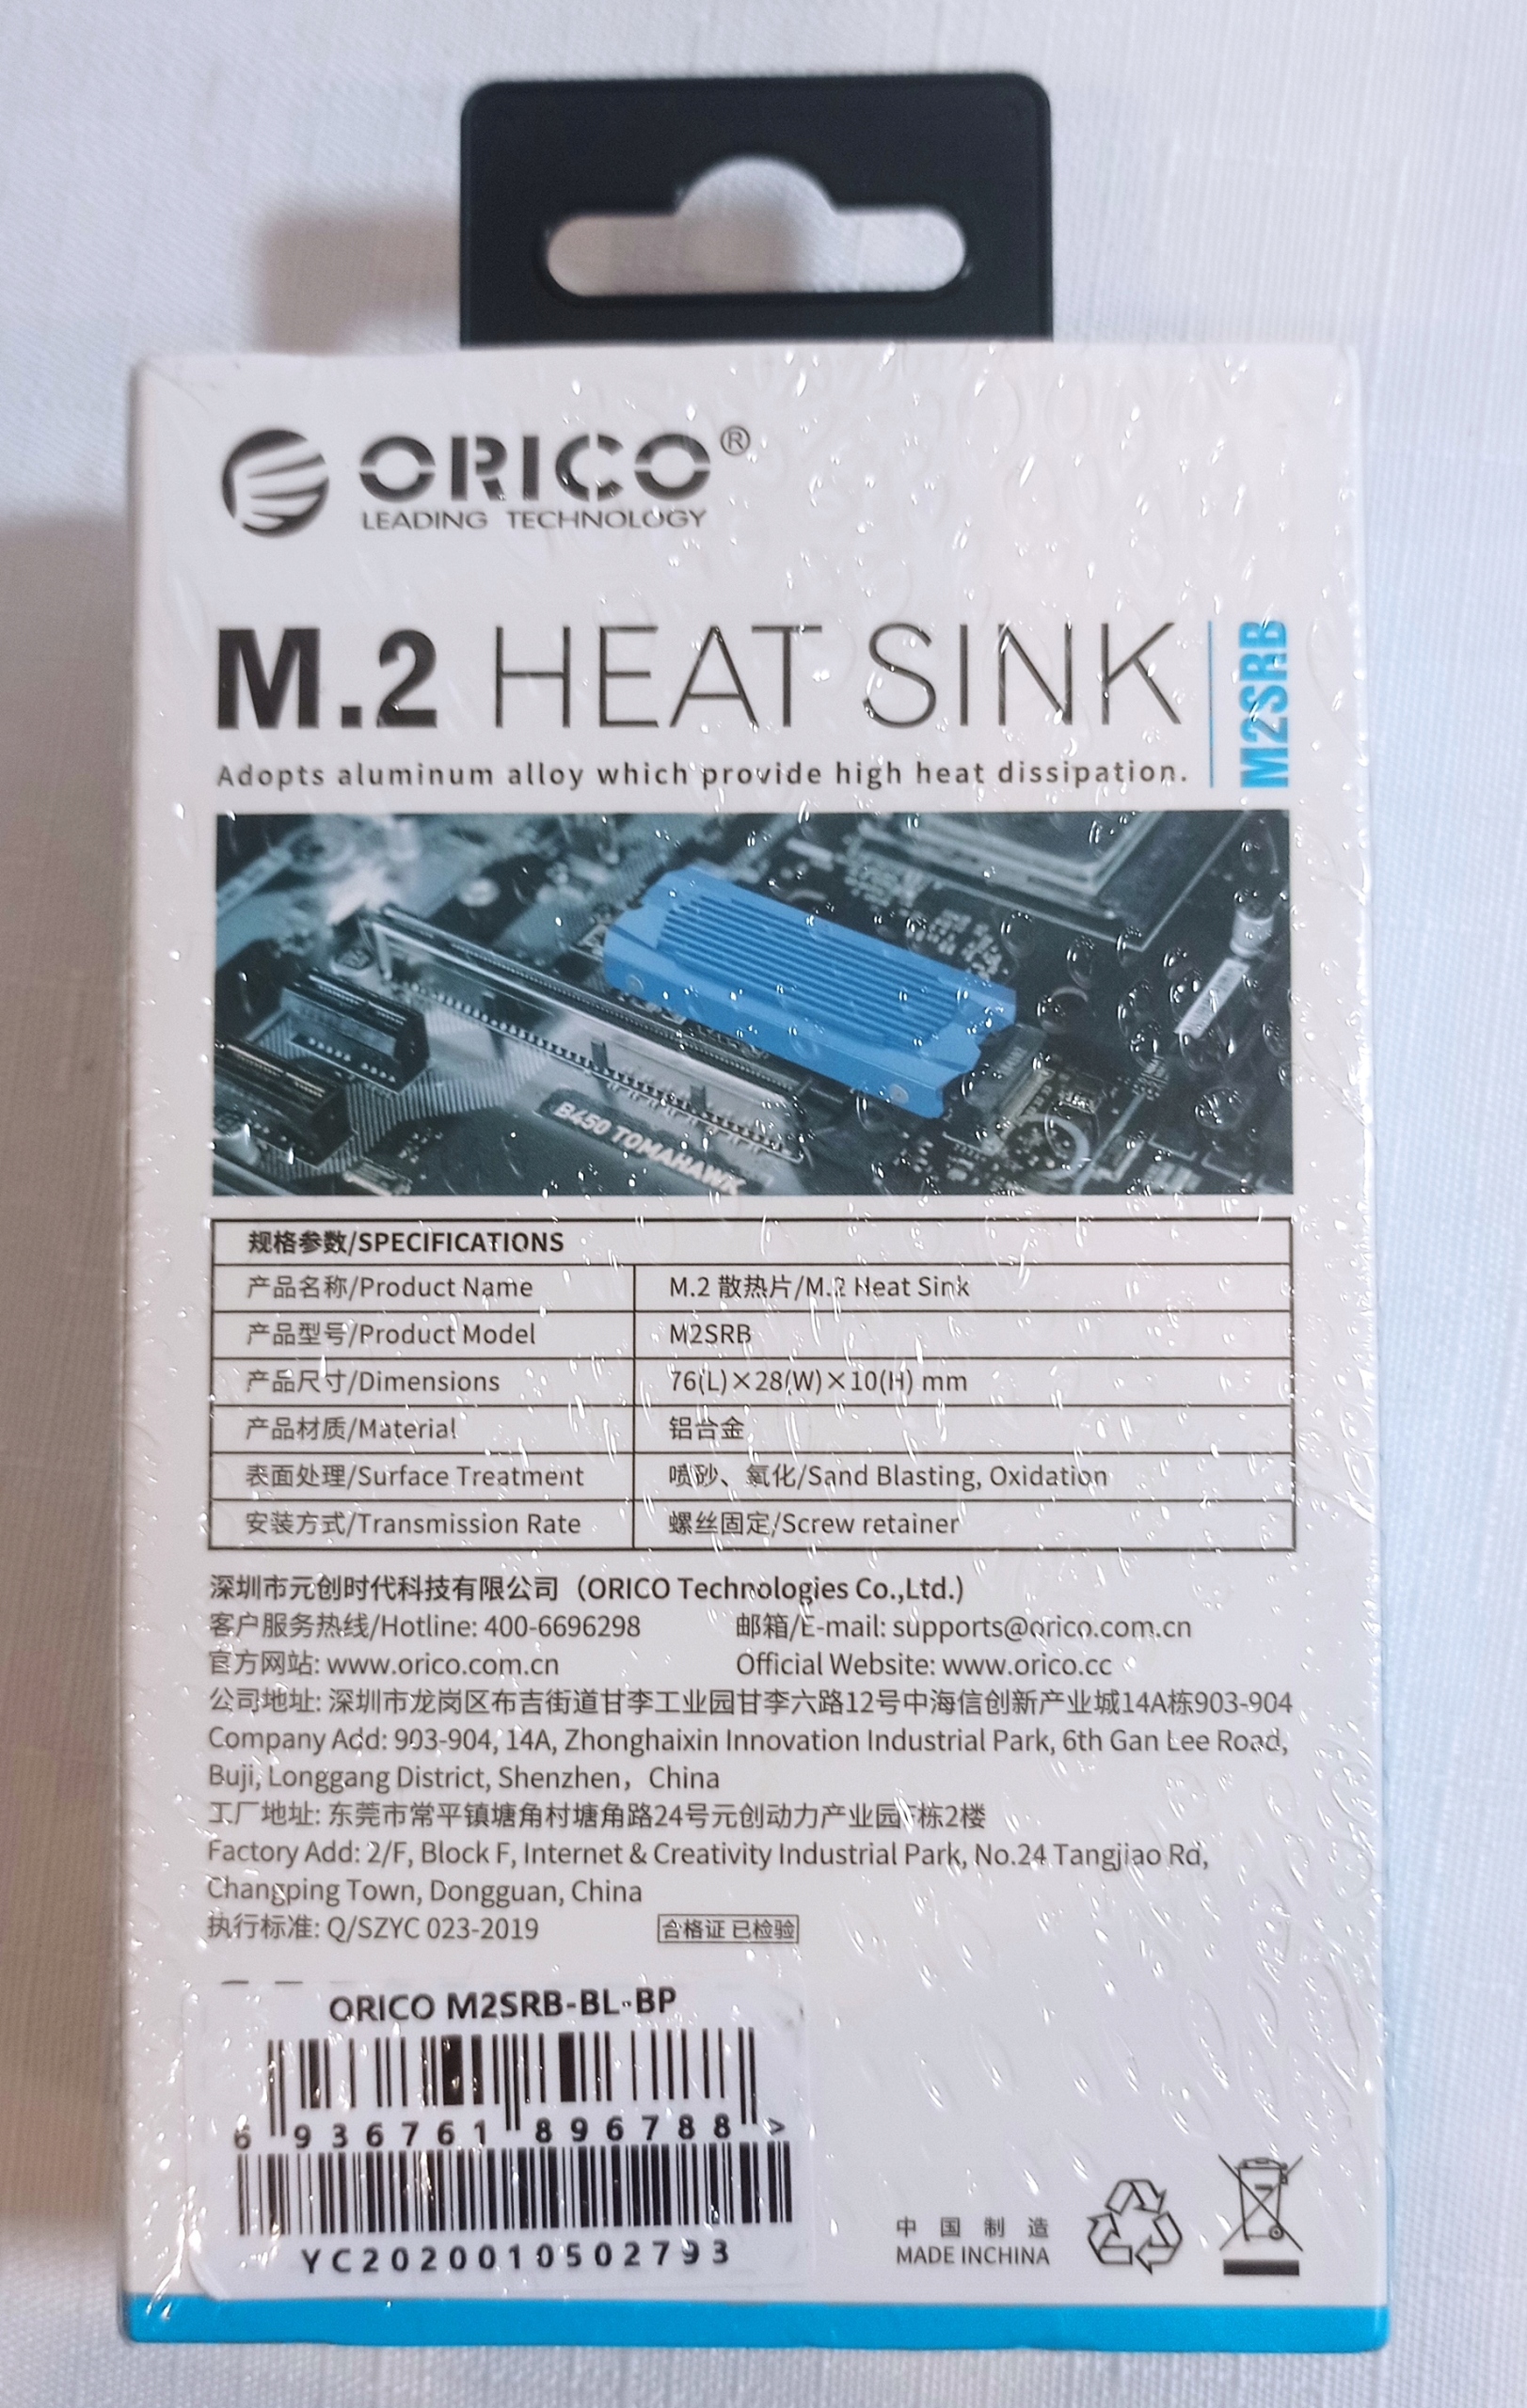 ORICO®
LEADING TECHNOLOGY
M.2 HEAT SINK
M2SRB
Adopts aluminum alloy which provide high heat dissipation.
B450 TOMAHAWK
规格参数/SPECIFICATIONS
产品名称/Product Name M.2 散热片/M.2 Heat Sink
产品型号/Product Model M2SRB
产品尺寸/Dimensions 76(L)×28(W)×10(H) mm
产品材质/Material 铝合金
表面处理/Surface Treatment 喷砂、氧化/Sand Blasting, Oxidation
安装方式/Transmission Rate 螺丝固定/Screw retainer
深圳市元创时代科技有限公司（ORICO Technologies Co.,Ltd.)
客户服务热线/Hotline: 400-6696298 邮箱/E-mail: supports@orico.com.cn
官方网站: www.orico.com.cn Official Website: www.orico.cc
公司地址: 深圳市龙岗区布吉街道甘李工业园甘李六路12号中海信创新产业城14A栋903-904
Company Add: 903-904, 14A, Zhonghaixin Innovation Industrial Park, 6th Gan Lee Road,
Buji, Longgang District, Shenzhen，China
工厂地址: 东莞市常平镇塘角村塘角路24号元创动力产业园F栋2楼
Factory Add: 2/F, Block F, Internet & Creativity Industrial Park, No.24 Tangjiao Rd,
Changping Town, Dongguan, China
执行标准: Q/SZYC 023-2019 合格证 已检验
ORICO M2SRB-BL-BP
6 936761 896788 >
YC2020010502793
中国制造
MADE INCHINA